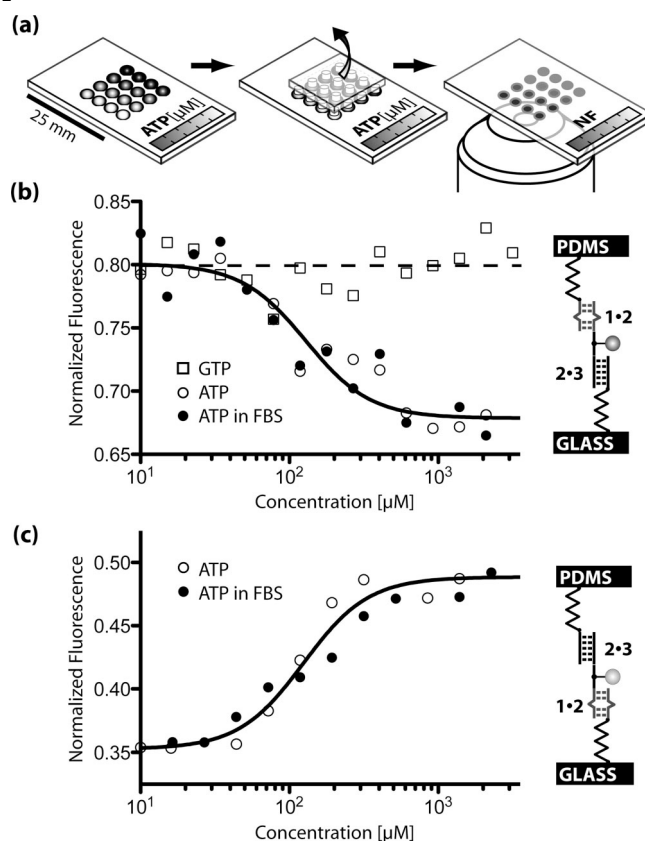 (a)
25 mm
ATP [µM]
ATP [µM]
NF
(b)
Normalized Fluorescence
0.85
0.80
0.75
0.70
0.65
GTP
ATP
ATP in FBS
10¹ 10² 10³
Concentration [µM]
PDMS
1•2
2•3
GLASS
(c)
Normalized Fluorescence
0.50
0.45
0.40
0.35
ATP
ATP in FBS
10¹ 10² 10³
Concentration [µM]
PDMS
2•3
1•2
GLASS